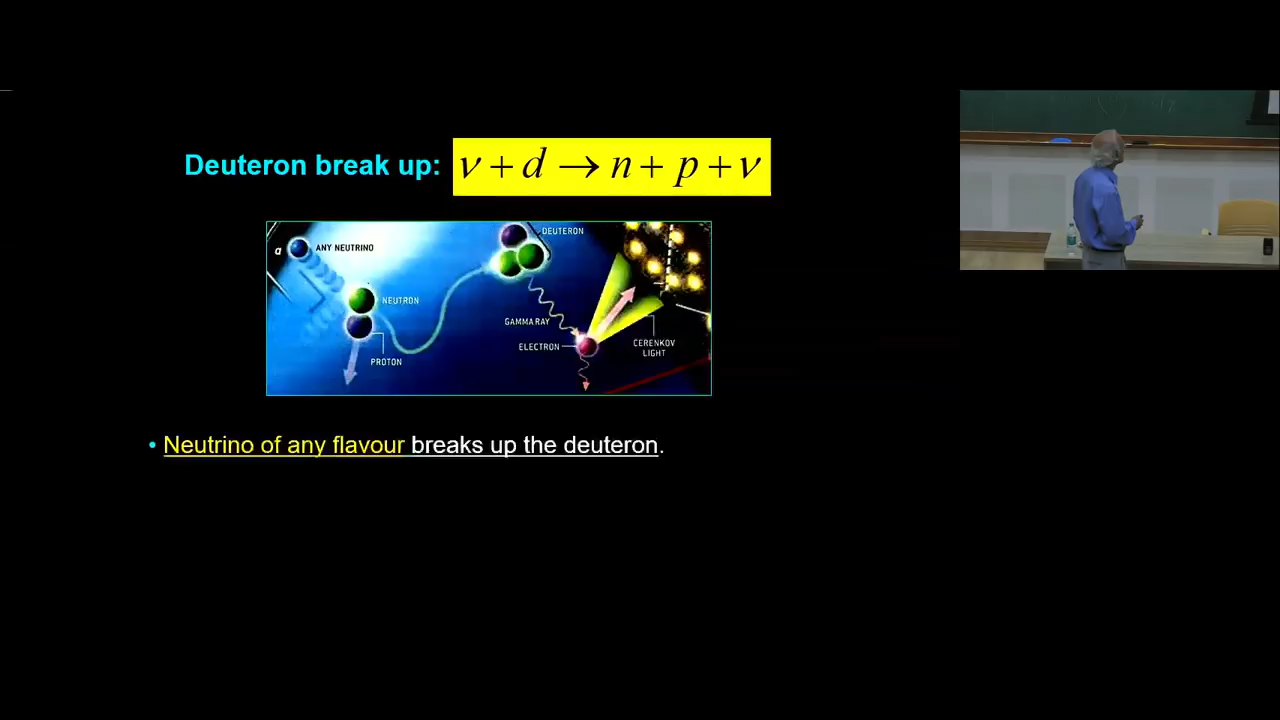 Deuteron break up: ν + d → n + p + ν
a
ANY NEUTRINO
DEUTERON
NEUTRON
GAMMA RAY
ELECTRON
CERENKOV
LIGHT
PROTON
• Neutrino of any flavour breaks up the deuteron.